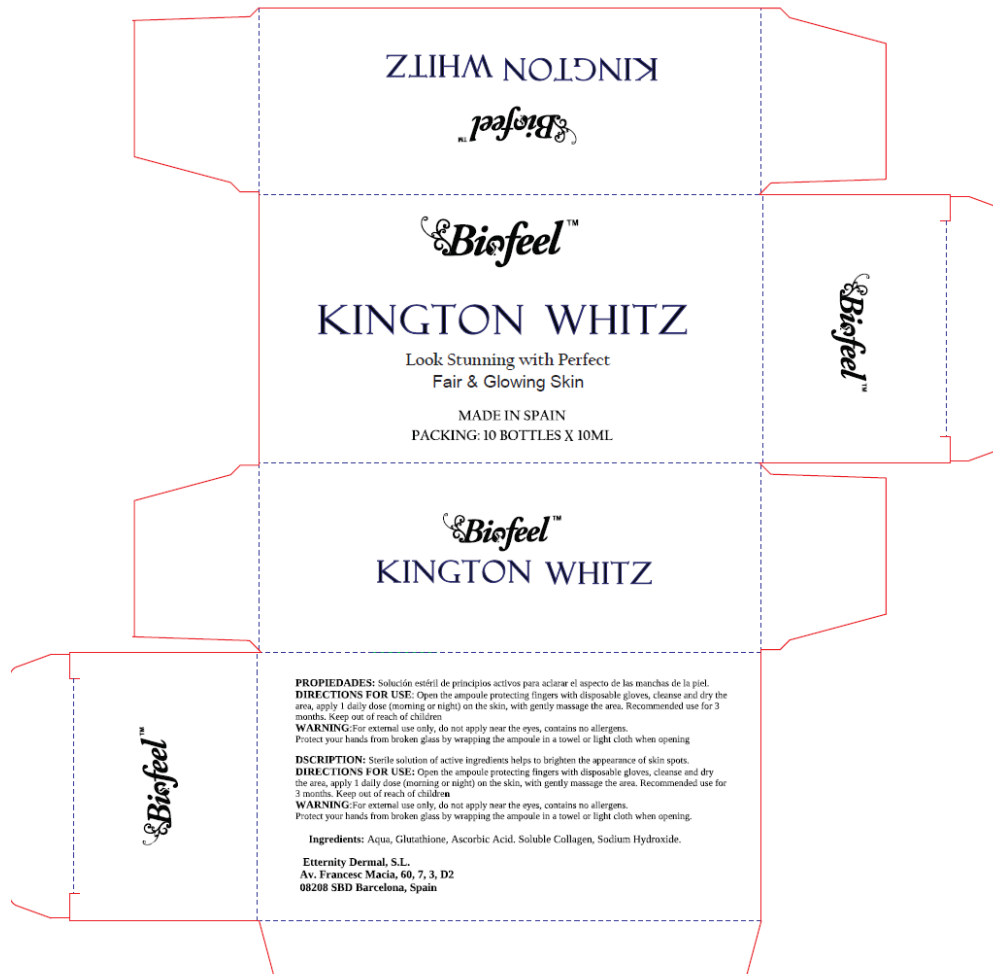 KINGTON WHITZ
Biofeel™
Biofeel™
KINGTON WHITZ
Look Stunning with Perfect
Fair & Glowing Skin
MADE IN SPAIN
PACKING: 10 BOTTLES X 10ML
Biofeel™
Biofeel™
KINGTON WHITZ
Biofeel™
PROPIEDADES: Solución estéril de principios activos para aclarar el aspecto de las manchas de la piel.
DIRECTIONS FOR USE: Open the ampoule protecting fingers with disposable gloves, cleanse and dry the
area, apply 1 daily dose (morning or night) on the skin, with gently massage the area. Recommended use for 3
months. Keep out of reach of children
WARNING:For external use only, do not apply near the eyes, contains no allergens.
Protect your hands from broken glass by wrapping the ampoule in a towel or light cloth when opening
DSCRIPTION: Sterile solution of active ingredients helps to brighten the appearance of skin spots.
DIRECTIONS FOR USE: Open the ampoule protecting fingers with disposable gloves, cleanse and dry
the area, apply 1 daily dose (morning or night) on the skin, with gently massage the area. Recommended use for
3 months. Keep out of reach of children
WARNING:For external use only, do not apply near the eyes, contains no allergens.
Protect your hands from broken glass by wrapping the ampoule in a towel or light cloth when opening.
Ingredients: Aqua, Glutathione, Ascorbic Acid. Soluble Collagen, Sodium Hydroxide.
Etternity Dermal, S.L.
Av. Francesc Macia, 60, 7, 3, D2
08208 SBD Barcelona, Spain